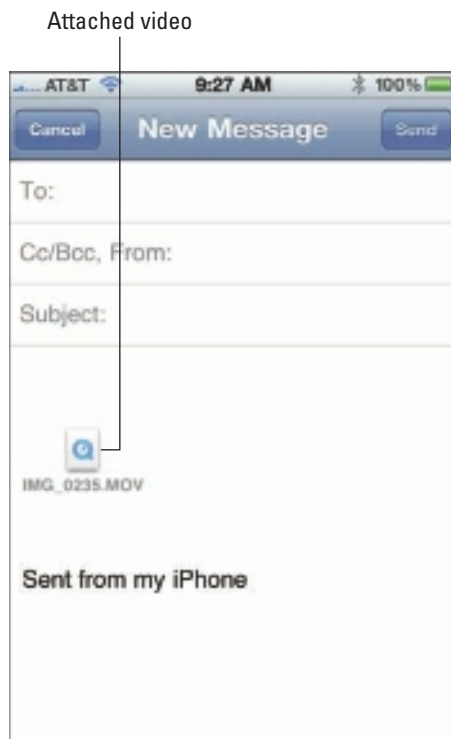 Attached video
AT&T 9:27 AM 100%
Cancel New Message Send
To:
Cc/Bcc, From:
Subject:
IMG_0235.MOV
Sent from my iPhone